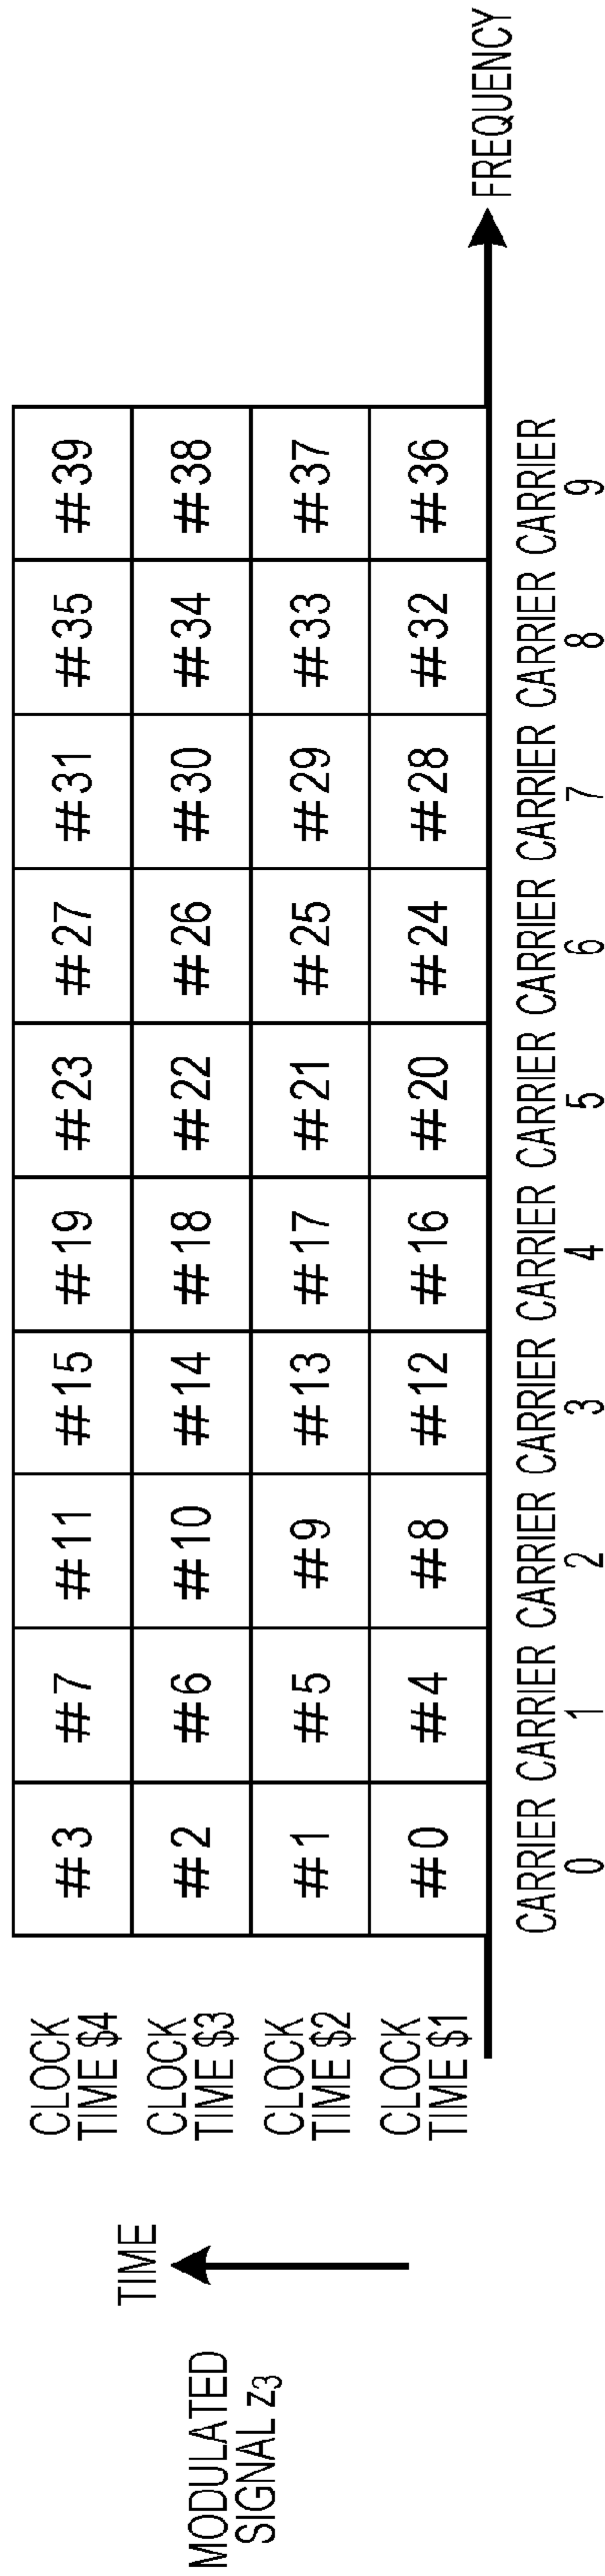 MODULATED
SIGNAL z3
TIME
CLOCK
TIME $4
#3 #7 #11 #15 #19 #23 #27 #31 #35 #39
CLOCK
TIME $3
#2 #6 #10 #14 #18 #22 #26 #30 #34 #38
CLOCK
TIME $2
#1 #5 #9 #13 #17 #21 #25 #29 #33 #37
CLOCK
TIME $1
#0 #4 #8 #12 #16 #20 #24 #28 #32 #36
FREQUENCY
CARRIER CARRIER CARRIER CARRIER CARRIER CARRIER CARRIER CARRIER CARRIER CARRIER
0 1 2 3 4 5 6 7 8 9